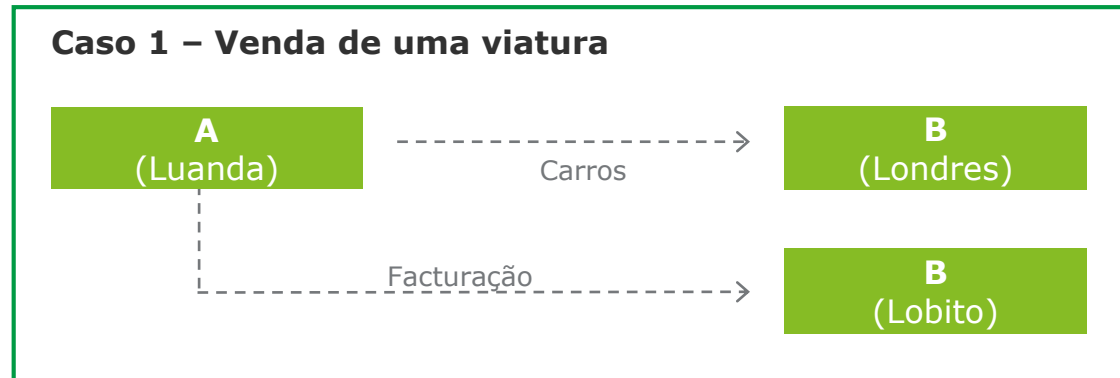 Caso 1 – Venda de uma viatura
A
(Luanda)
Carros
B
(Londres)
Facturação
B
(Lobito)